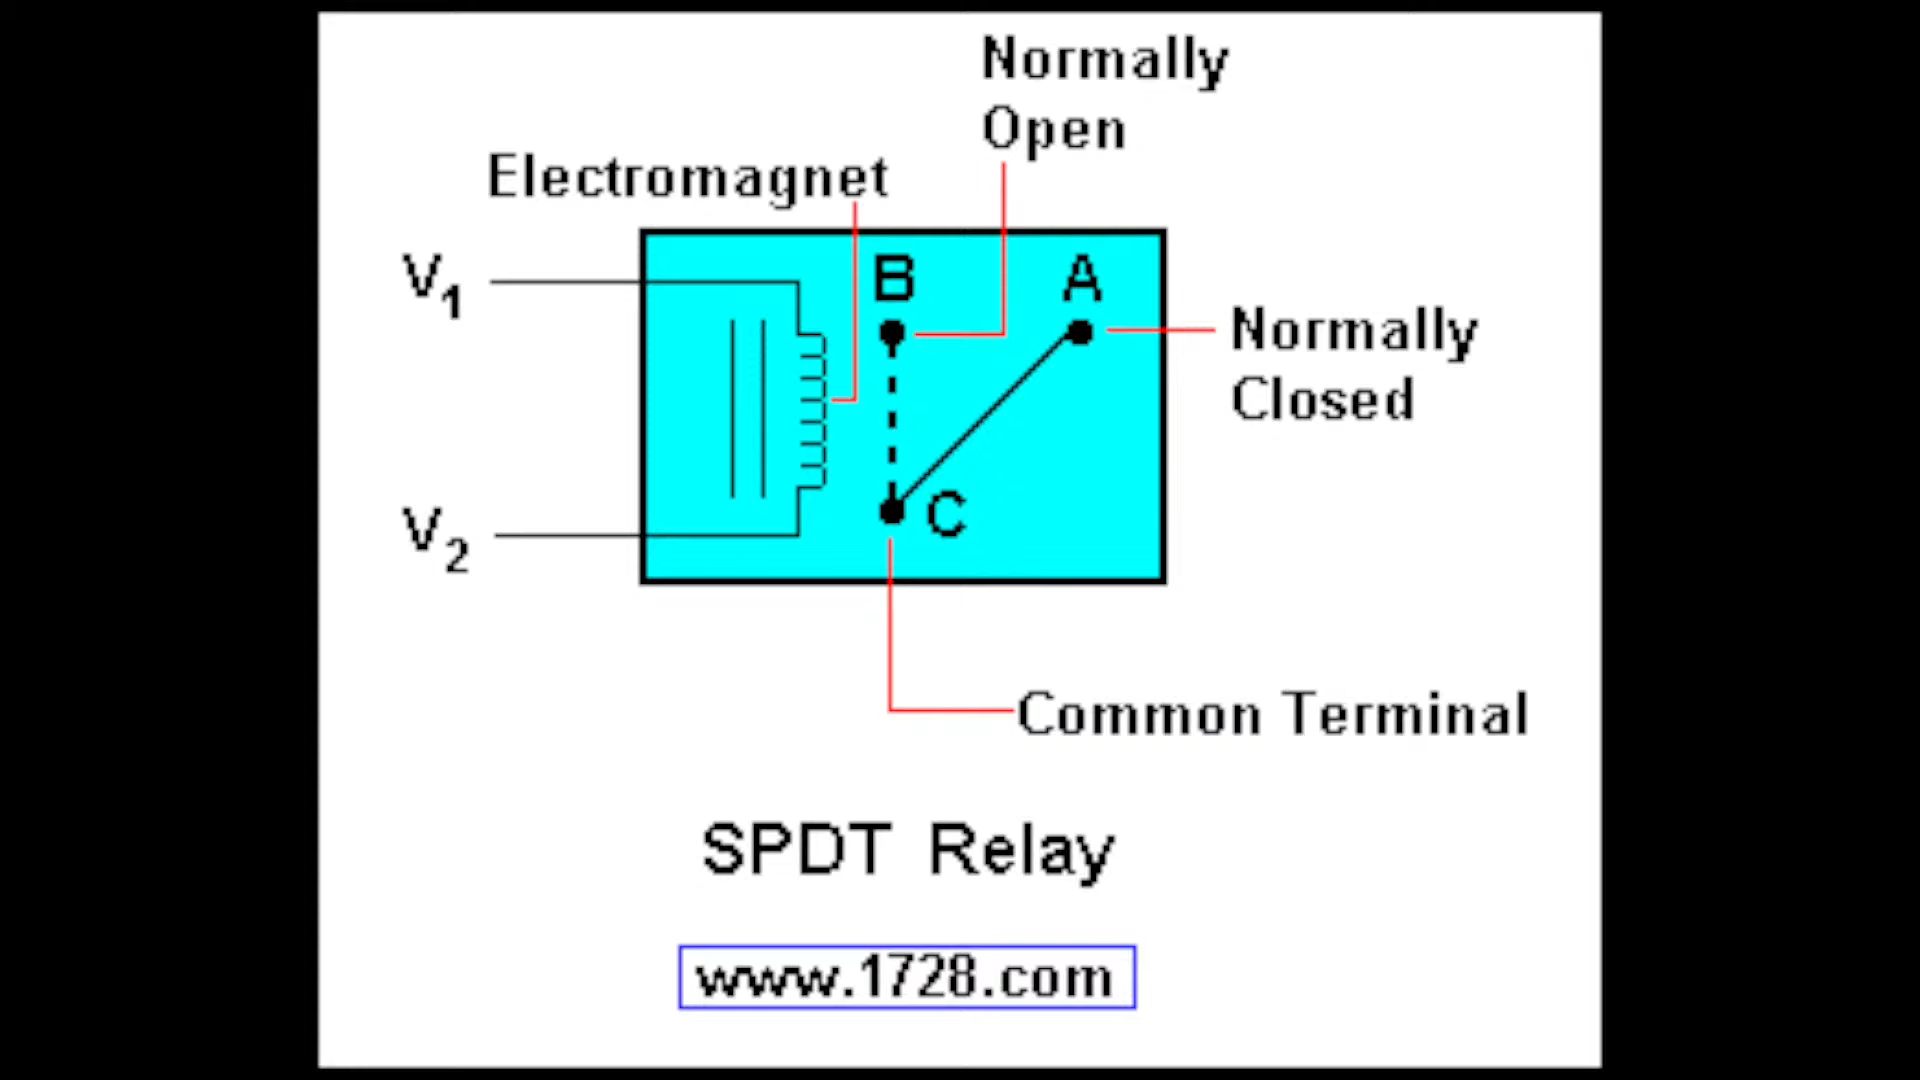 Normally
Open
Electromagnet
V1
B
A
Normally
Closed
V2
C
Common Terminal
SPDT Relay
www.1728.com